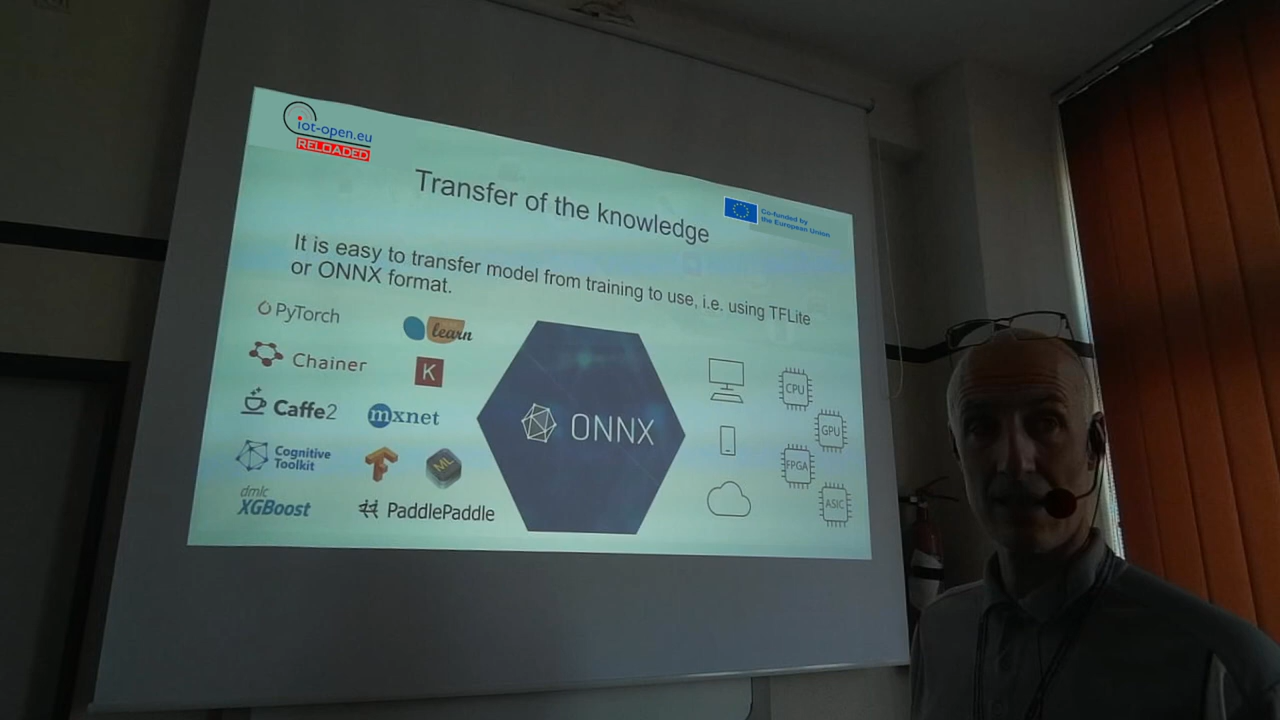 iot-open.eu
RELOADED
Transfer of the knowledge
Co-funded by
the European Union
It is easy to transfer model from training to use, i.e. using TFLite
or ONNX format.
PyTorch
learn
Chainer
K
Caffe2
mxnet
Cognitive
Toolkit
ML
dmlc
XGBoost
PaddlePaddle
ONNX
CPU
GPU
FPGA
ASIC